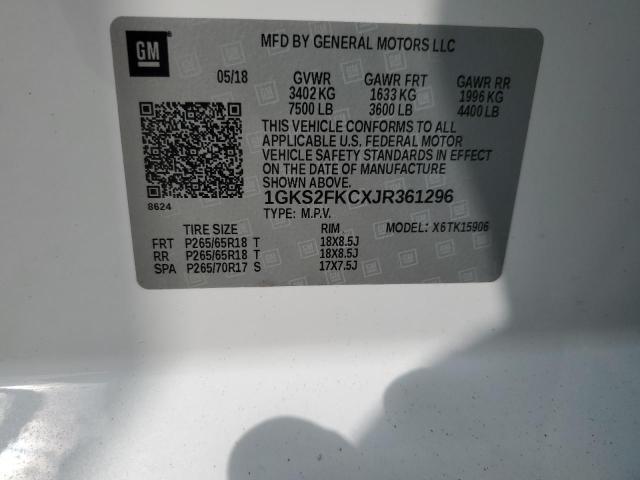 GM
MFD BY GENERAL MOTORS LLC
05/18 GVWR GAWR FRT GAWR RR
3402 KG 1633 KG 1996 KG
7500 LB 3600 LB 4400 LB
THIS VEHICLE CONFORMS TO ALL
APPLICABLE U.S. FEDERAL MOTOR
VEHICLE SAFETY STANDARDS IN EFFECT
ON THE DATE OF MANUFACTURE
SHOWN ABOVE.
8624
1GKS2FKCXJR361296
TYPE: M.P.V. MODEL: X6TK15906
TIRE SIZE RIM
FRT P265/65R18 T 18X8.5J
RR P265/65R18 T 18X8.5J
SPA P265/70R17 S 17X7.5J